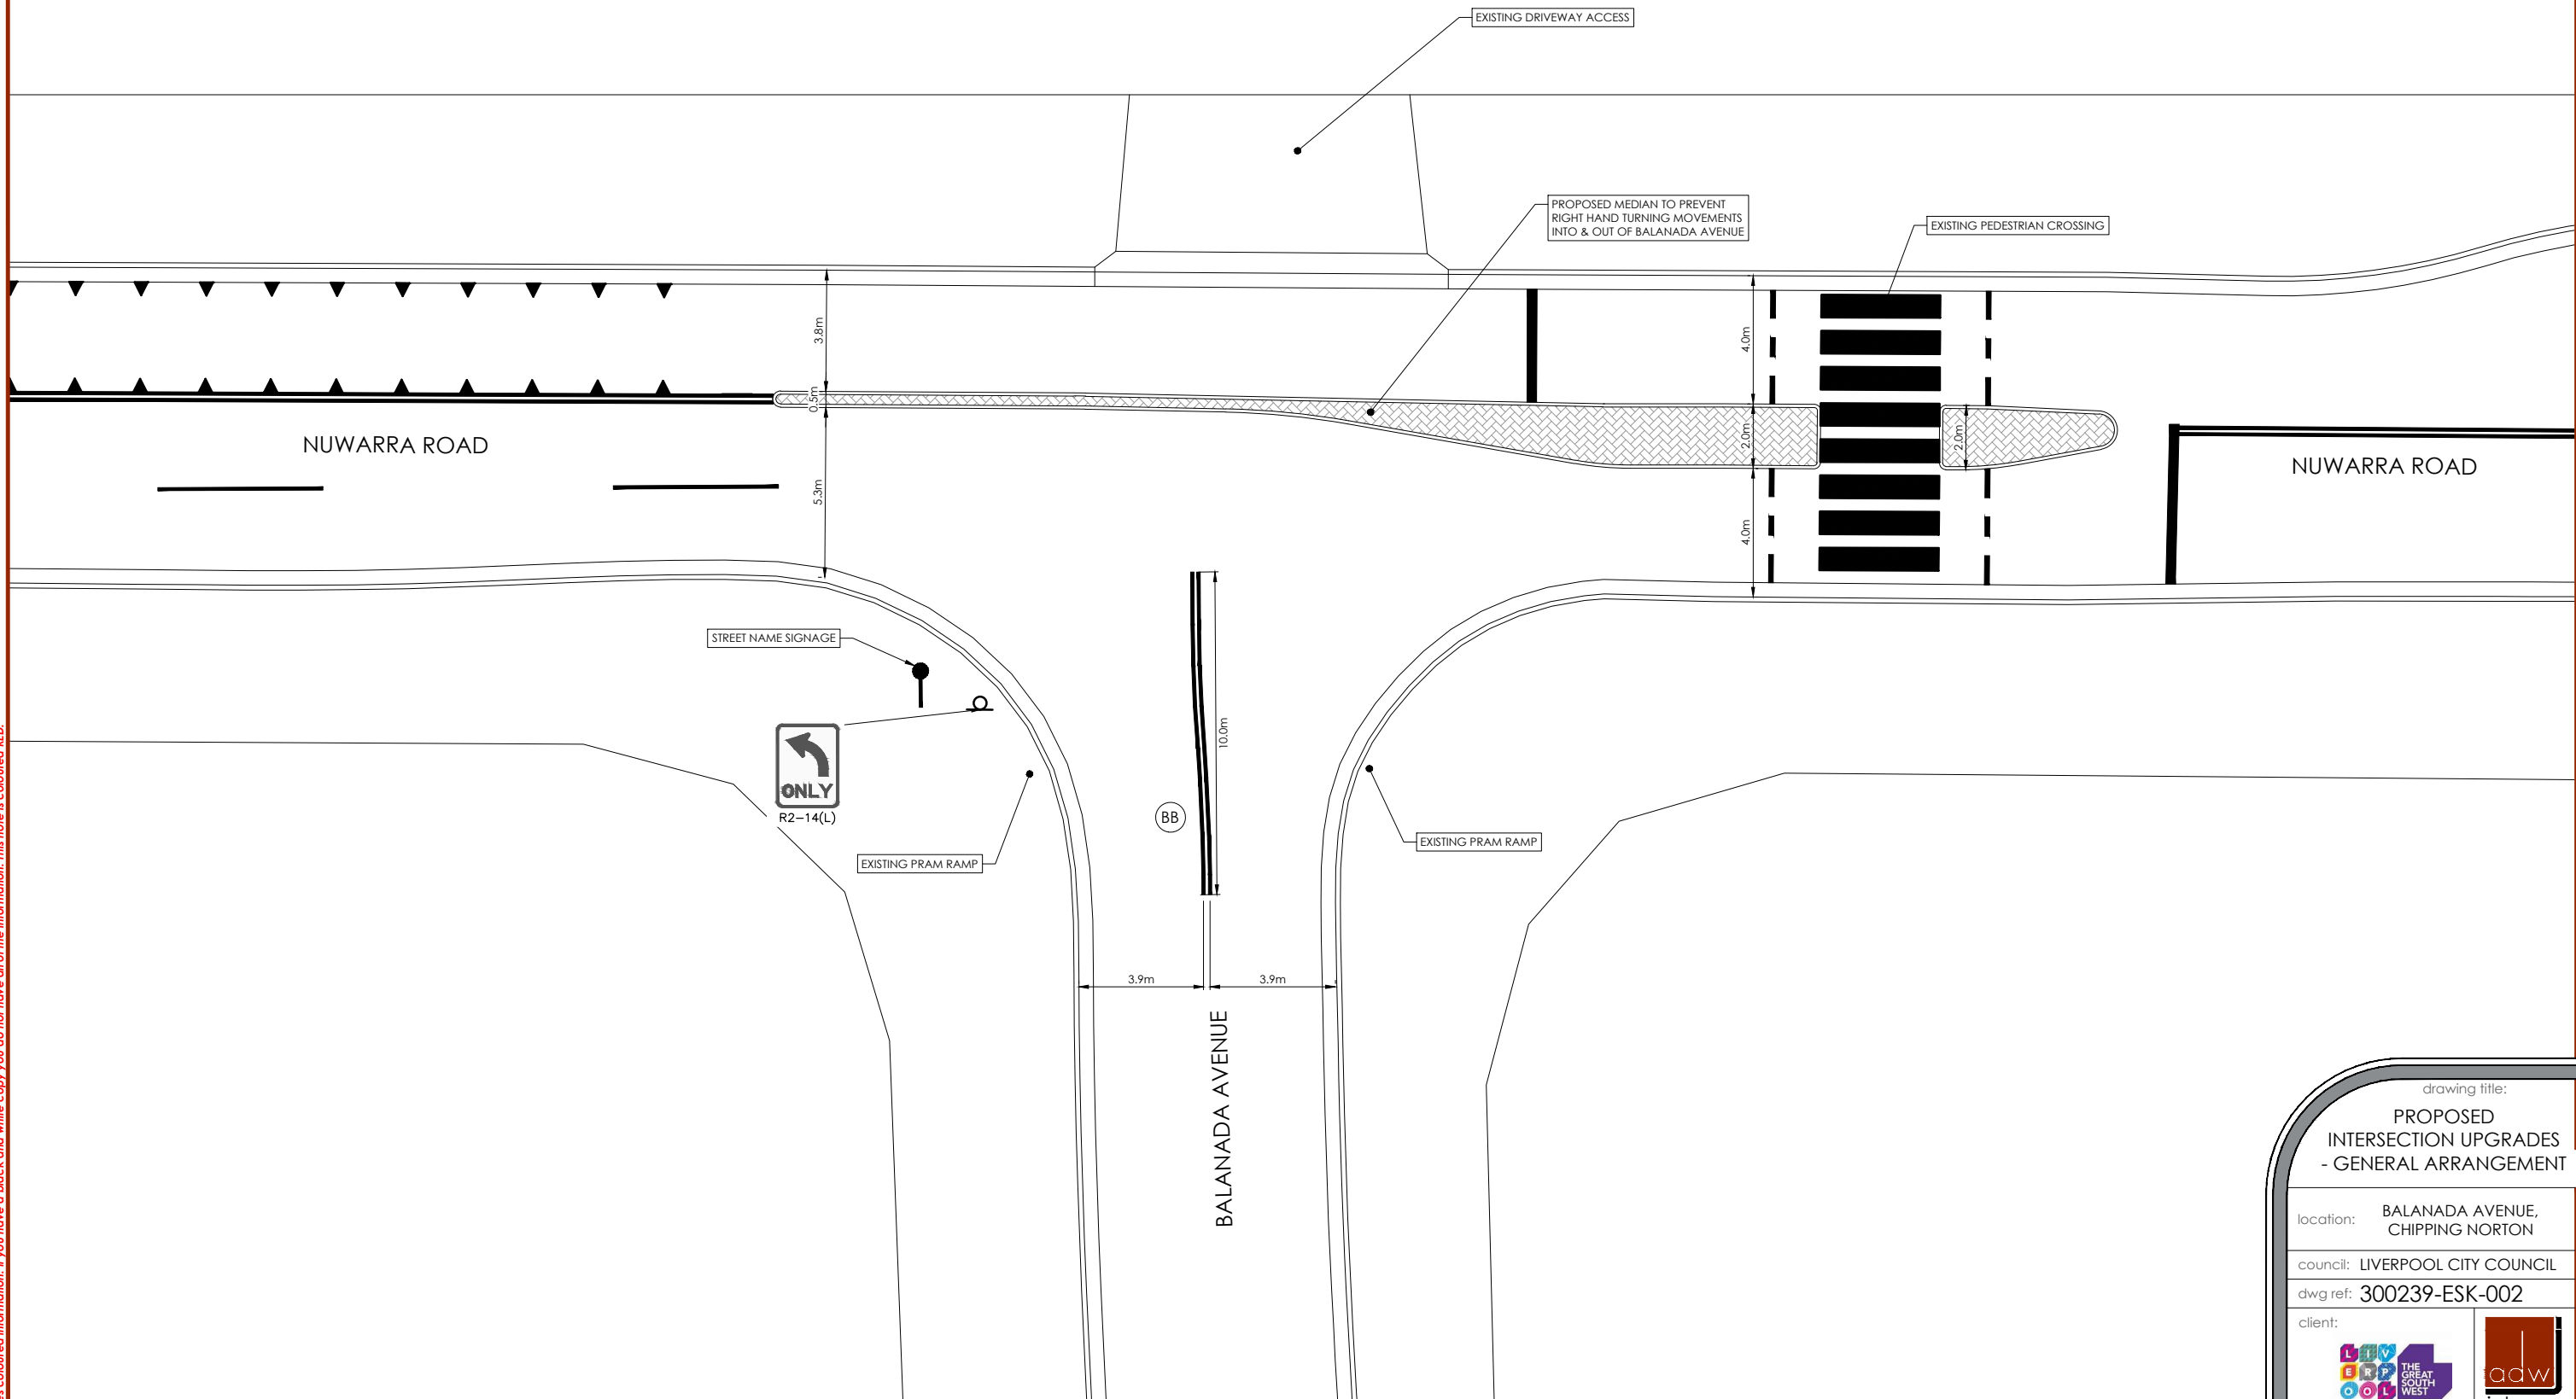 EXISTING DRIVEWAY ACCESS
PROPOSED MEDIAN TO PREVENT
RIGHT HAND TURNING MOVEMENTS
INTO & OUT OF BALANADA AVENUE
EXISTING PEDESTRIAN CROSSING
3.8m
0.5m
5.3m
4.0m
2.0m
4.0m
2.0m
NUWARRA ROAD
NUWARRA ROAD
STREET NAME SIGNAGE
ONLY
R2-14(L)
10.0m
BB
EXISTING PRAM RAMP
EXISTING PRAM RAMP
3.9m
3.9m
BALANADA AVENUE
drawing title:
PROPOSED
INTERSECTION UPGRADES
- GENERAL ARRANGEMENT
location:
BALANADA AVENUE,
CHIPPING NORTON
council: LIVERPOOL CITY COUNCIL
dwg ref: 300239-ESK-002
client:
LIV
ERP
OOL
THE
GREAT
SOUTH
WEST
adw